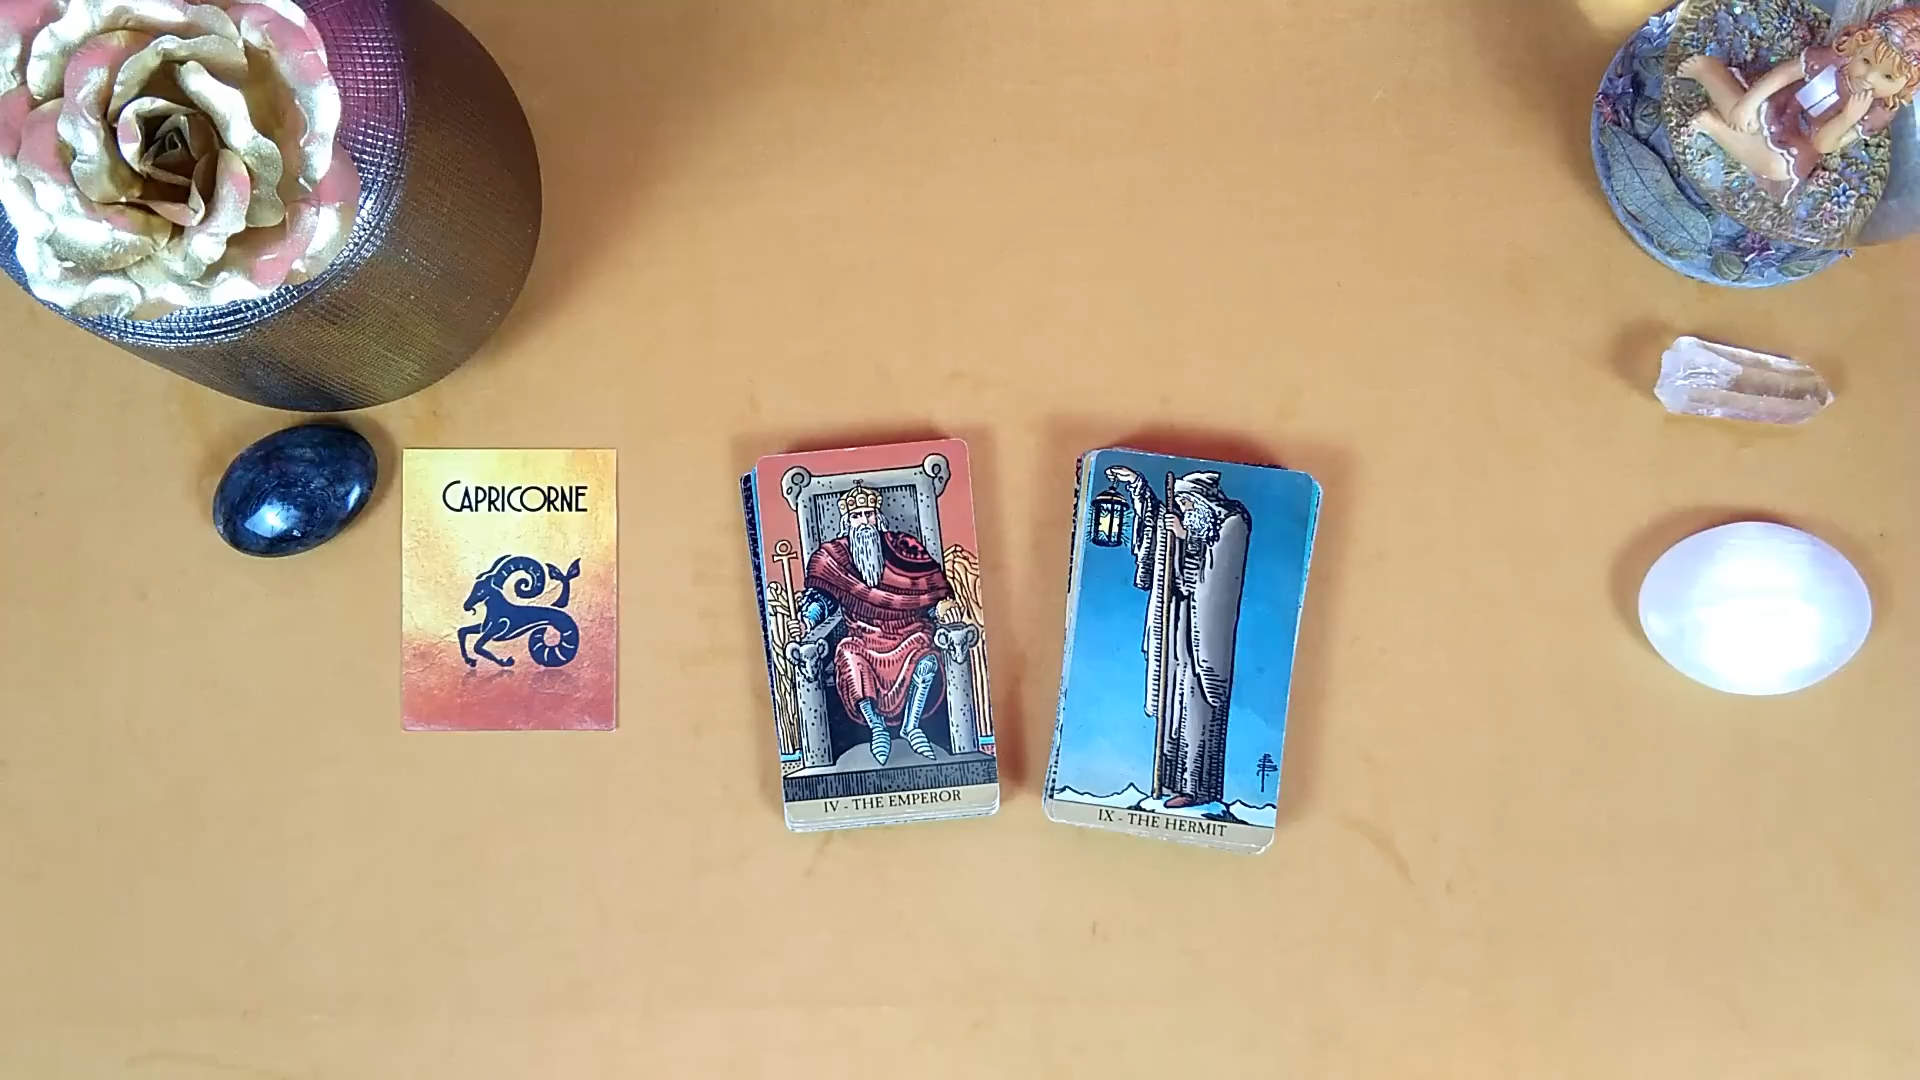 CAPRICORNE
IV - THE EMPEROR
IX - THE HERMIT